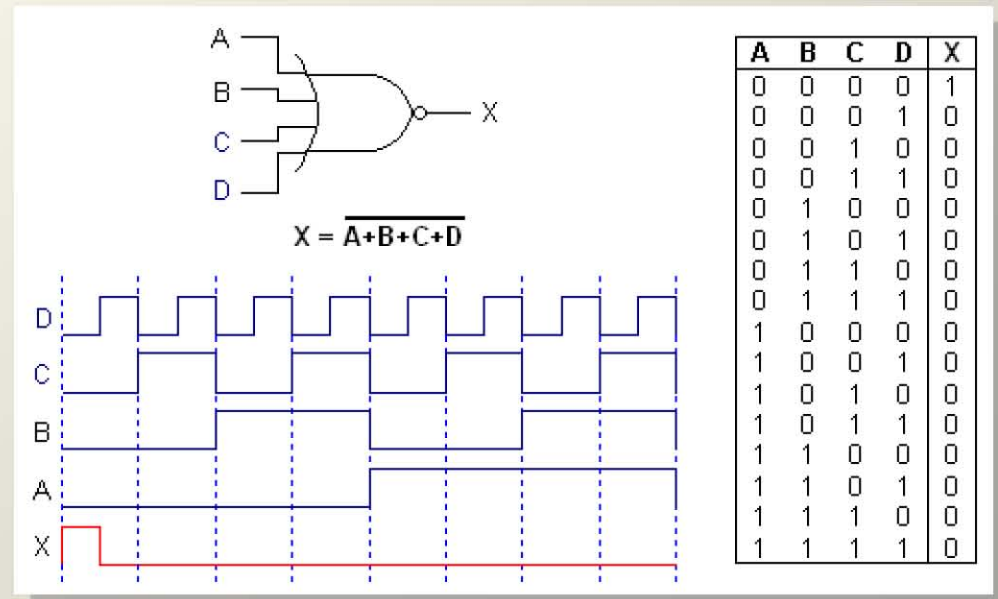 A
B
C
D
X
X = A+B+C+D
D
C
B
A
X
A B C D X
0 0 0 0 1
0 0 0 1 0
0 0 1 0 0
0 0 1 1 0
0 1 0 0 0
0 1 0 1 0
0 1 1 0 0
0 1 1 1 0
1 0 0 0 0
1 0 0 1 0
1 0 1 0 0
1 0 1 1 0
1 1 0 0 0
1 1 0 1 0
1 1 1 0 0
1 1 1 1 0